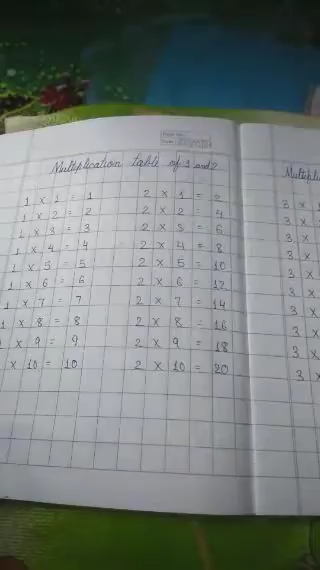 Multiplication table of 1 and 2
1 x 1 = 1
1 x 2 = 2
1 x 3 = 3
1 x 4 = 4
1 x 5 = 5
1 x 6 = 6
1 x 7 = 7
1 x 8 = 8
x 9 = 9
x 10 = 10
2 x 1 = 2
2 x 2 = 4
2 x 3 = 6
2 x 4 = 8
2 x 5 = 10
2 x 6 = 12
2 x 7 = 14
2 x 8 = 16
2 x 9 = 18
2 x 10 = 20
3 x
3 x
3 x
3 x
3 x
3 x
3 x
3 x
3 x
3 x